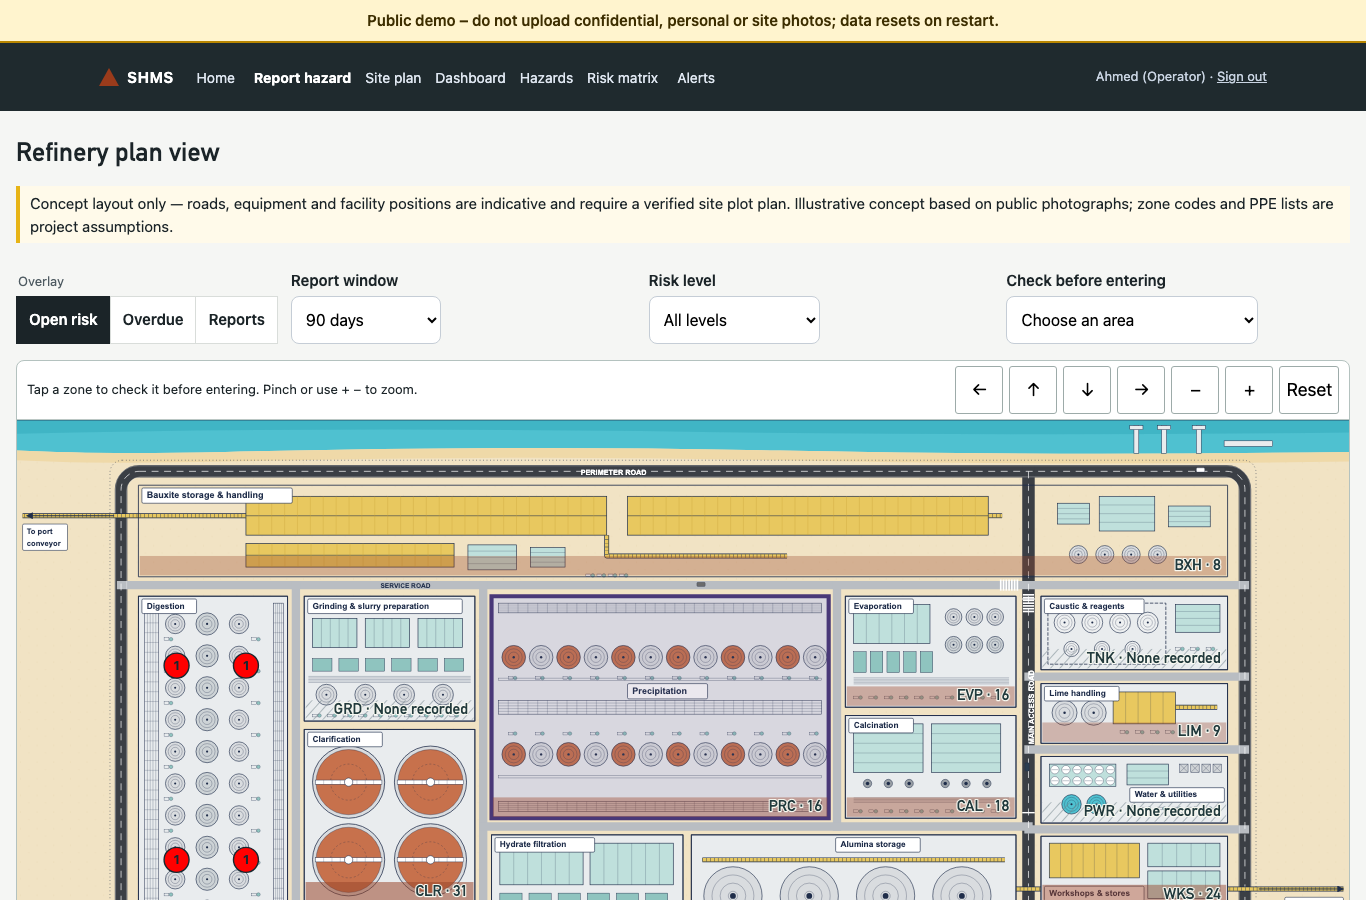 Public demo – do not upload confidential, personal or site photos; data resets on restart.
SHMS
Home
Report hazard
Site plan
Dashboard
Hazards
Risk matrix
Alerts
Ahmed (Operator) · Sign out
Refinery plan view
Concept layout only — roads, equipment and facility positions are indicative and require a verified site plot plan. Illustrative concept based on public photographs; zone codes and PPE lists are
project assumptions.
Overlay
Report window
Risk level
Check before entering
Open risk
Overdue
Reports
90 days
All levels
Choose an area
Tap a zone to check it before entering. Pinch or use + – to zoom.
← ↑ ↓ → − + Reset
PERIMETER ROAD
Bauxite storage & handling
To port
conveyor
BXH · 8
SERVICE ROAD
Digestion
Grinding & slurry preparation
Evaporation
Caustic & reagents
1
1
TNK · None recorded
Precipitation
EVP · 16
Lime handling
GRD · None recorded
MAIN ACCESS ROAD
Calcination
LIM · 9
Clarification
Water & utilities
PRC · 16
CAL · 18
PWR · None recorded
Hydrate filtration
Alumina storage
1
1
CLR · 31
Workshops & stores
WKS · 24